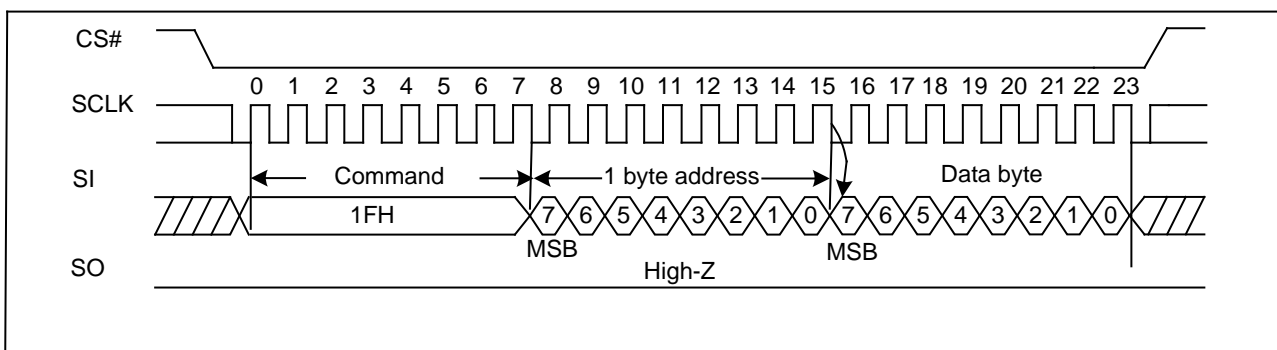 CS#
0 1 2 3 4 5 6 7 8 9 10 11 12 13 14 15 16 17 18 19 20 21 22 23
SCLK
SI
Command
1 byte address
Data byte
1FH
7 6 5 4 3 2 1 0 7 6 5 4 3 2 1 0
MSB
MSB
SO
High-Z